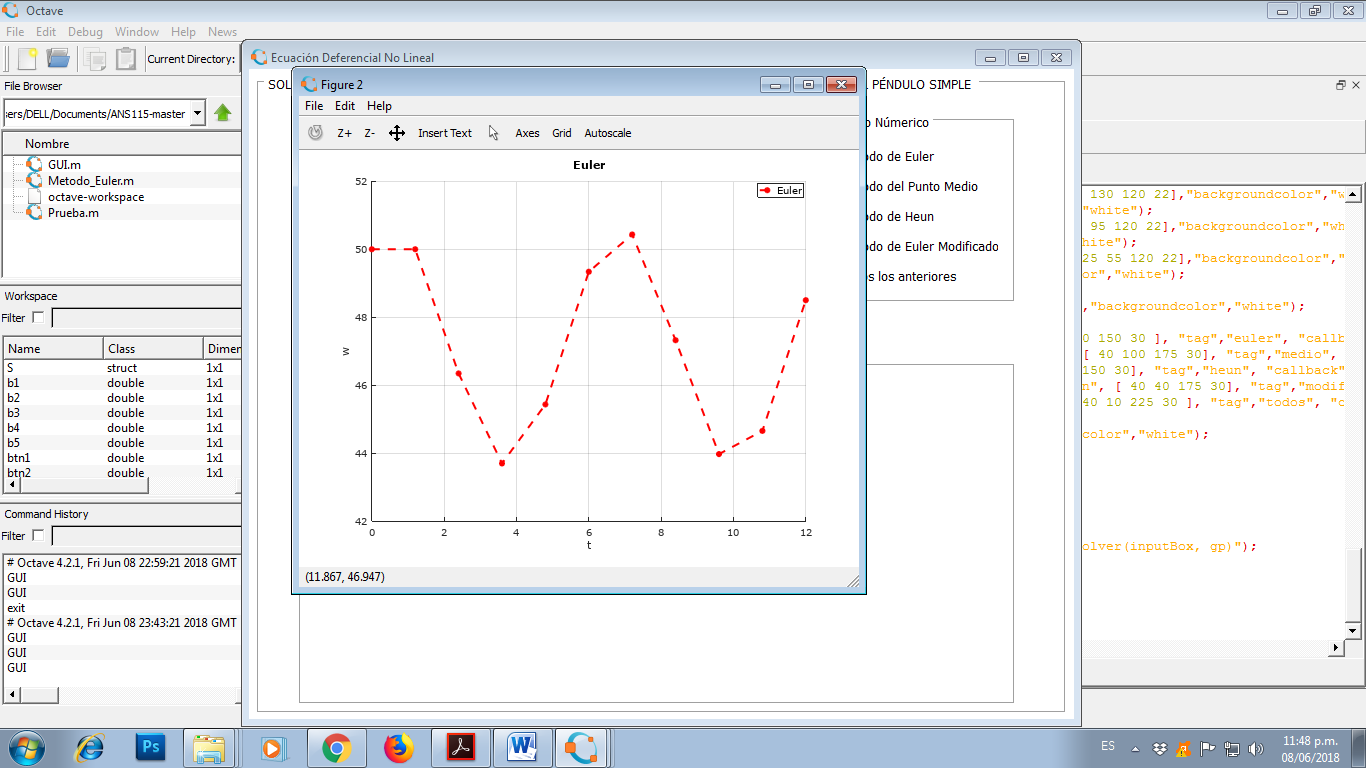 Octave
File Edit Debug Window Help News
Current Directory:
File Browser
sers/DELL/Documents/ANS115-master
Nombre
GUI.m
Metodo_Euler.m
octave-workspace
Prueba.m
Workspace
Filter
Name Class Dimen
S struct 1x1
b1 double 1x1
b2 double 1x1
b3 double 1x1
b4 double 1x1
b5 double 1x1
btn1 double 1x1
btn2 double 1x1
Command History
Filter
# Octave 4.2.1, Fri Jun 08 22:59:21 2018 GMT
GUI
GUI
exit
# Octave 4.2.1, Fri Jun 08 23:43:21 2018 GMT
GUI
GUI
GUI
Ecuación Deferencial No Lineal
SOL
PÉNDULO SIMPLE
o Númerico
odo de Euler
odo del Punto Medio
odo de Heun
odo de Euler Modificado
s los anteriores
Figure 2
File Edit Help
Z+ Z- Insert Text Axes Grid Autoscale
Euler
Euler
52
50
48
46
44
42
w
0 2 4 6 8 10 12
t
(11.867, 46.947)
130 120 22],"backgroundcolor","w
"white");
95 120 22],"backgroundcolor","wh
hite");
25 55 120 22],"backgroundcolor","
or","white");
,"backgroundcolor","white");
0 150 30 ], "tag","euler", "callb
[ 40 100 175 30], "tag","medio",
150 30], "tag","heun", "callback"
n", [ 40 40 175 30], "tag","modif
40 10 225 30 ], "tag","todos", "c
color","white");
olver(inputBox, gp)");
Ps
W
ES
11:48 p.m.
08/06/2018